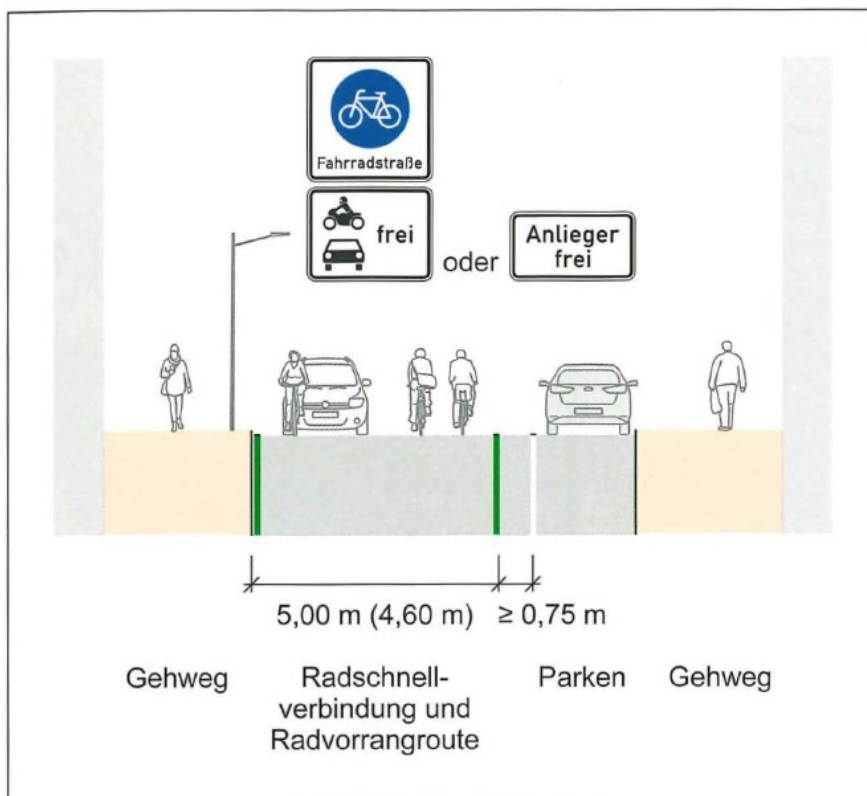 Fahrradstraße
frei
oder
Anlieger
frei
5,00 m (4,60 m)
≥ 0,75 m
Gehweg
Radschnell-
verbindung und
Radvorrangroute
Parken
Gehweg